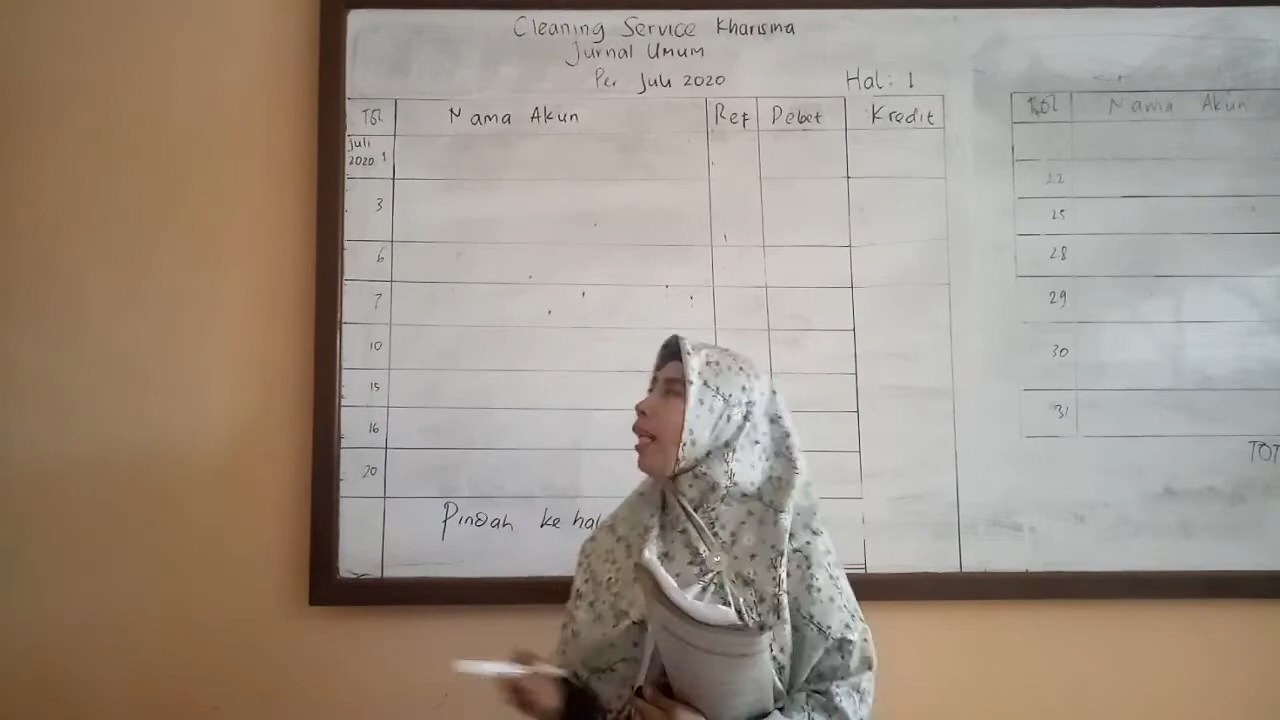 Cleaning Service Kharisma
Jurnal Umum
Per Juli 2020
Hal: 1
Tgl Nama Akun Ref Debet Kredit
Juli
2020 1
3
6
7
10
15
16
20
Pindah ke hal
Tgl Nama Akun
22
25
28
29
30
31
TOT